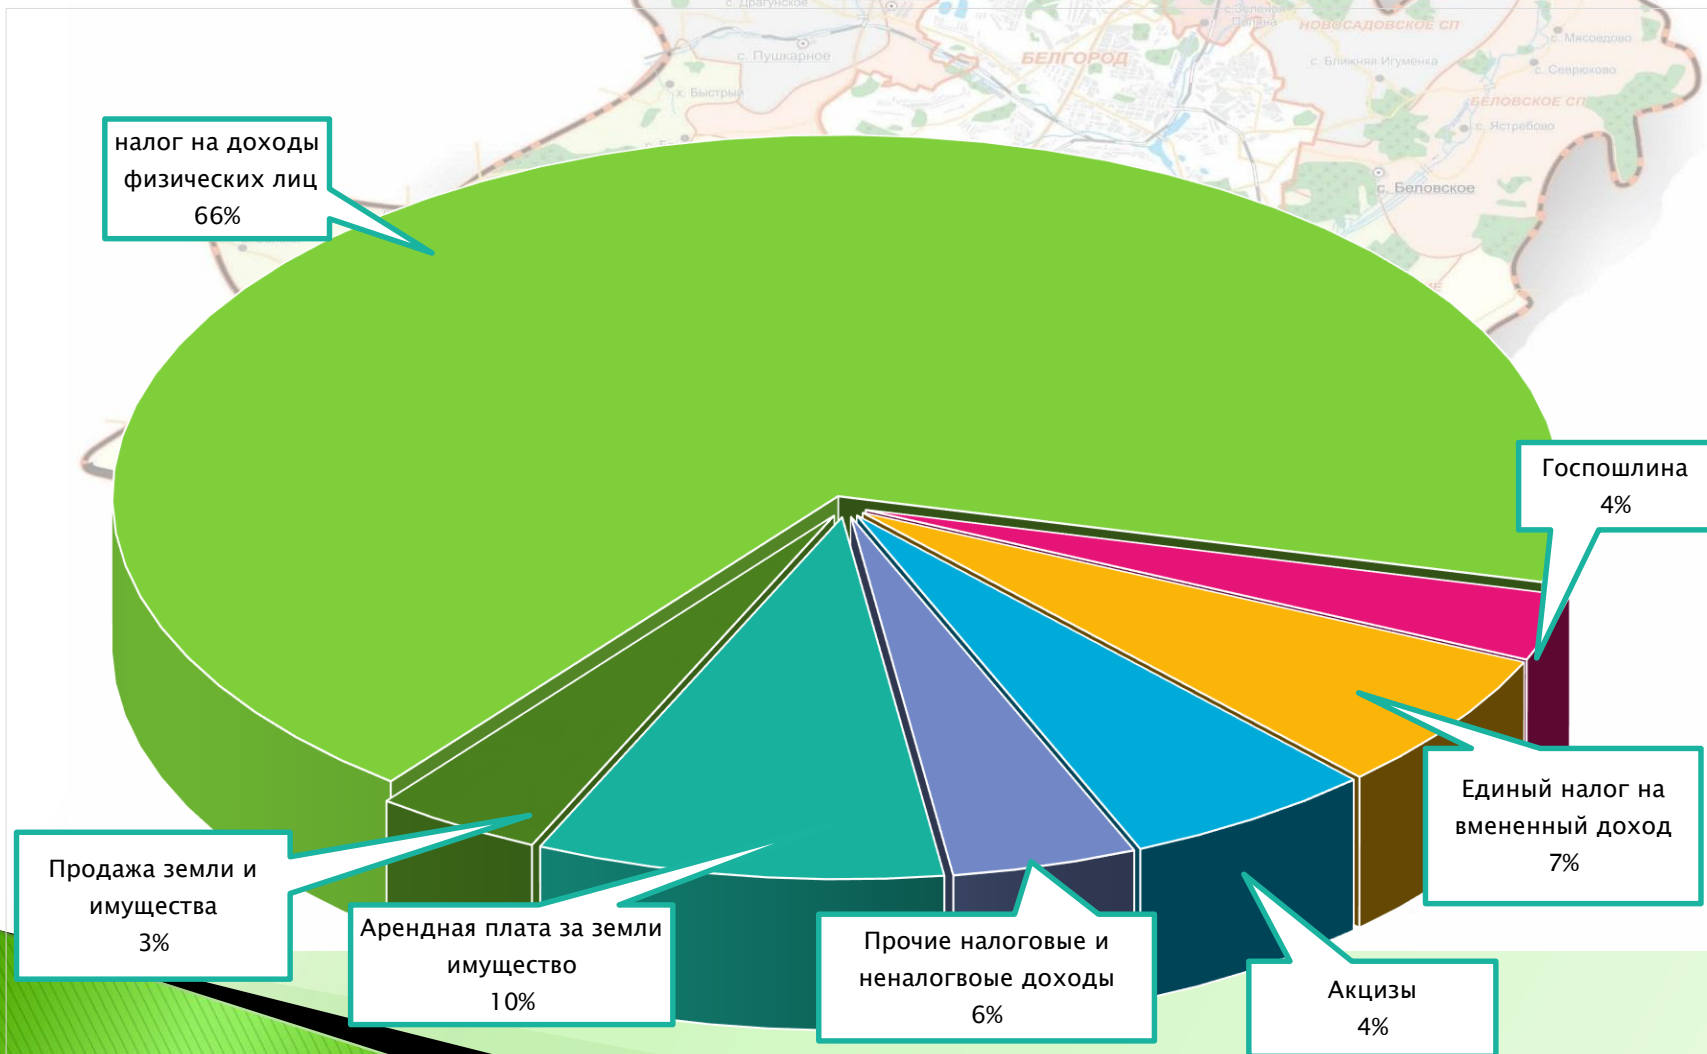 с. Драгунское
с. Пушкарное
х. Быстрый
БЕЛГОРОД
НОВОСАДОВСКОЕ СП
с. Мясоедово
с. Ближняя Игуменка
с. Севрюково
БЕЛОВСКОЕ СП
с. Ястребово
с. Беловское
налог на доходы
физических лиц
66%
Госпошлина
4%
Единый налог на
вмененный доход
7%
Акцизы
4%
Прочие налоговые и
неналогвоые доходы
6%
Арендная плата за земли
имущество
10%
Продажа земли и
имущества
3%